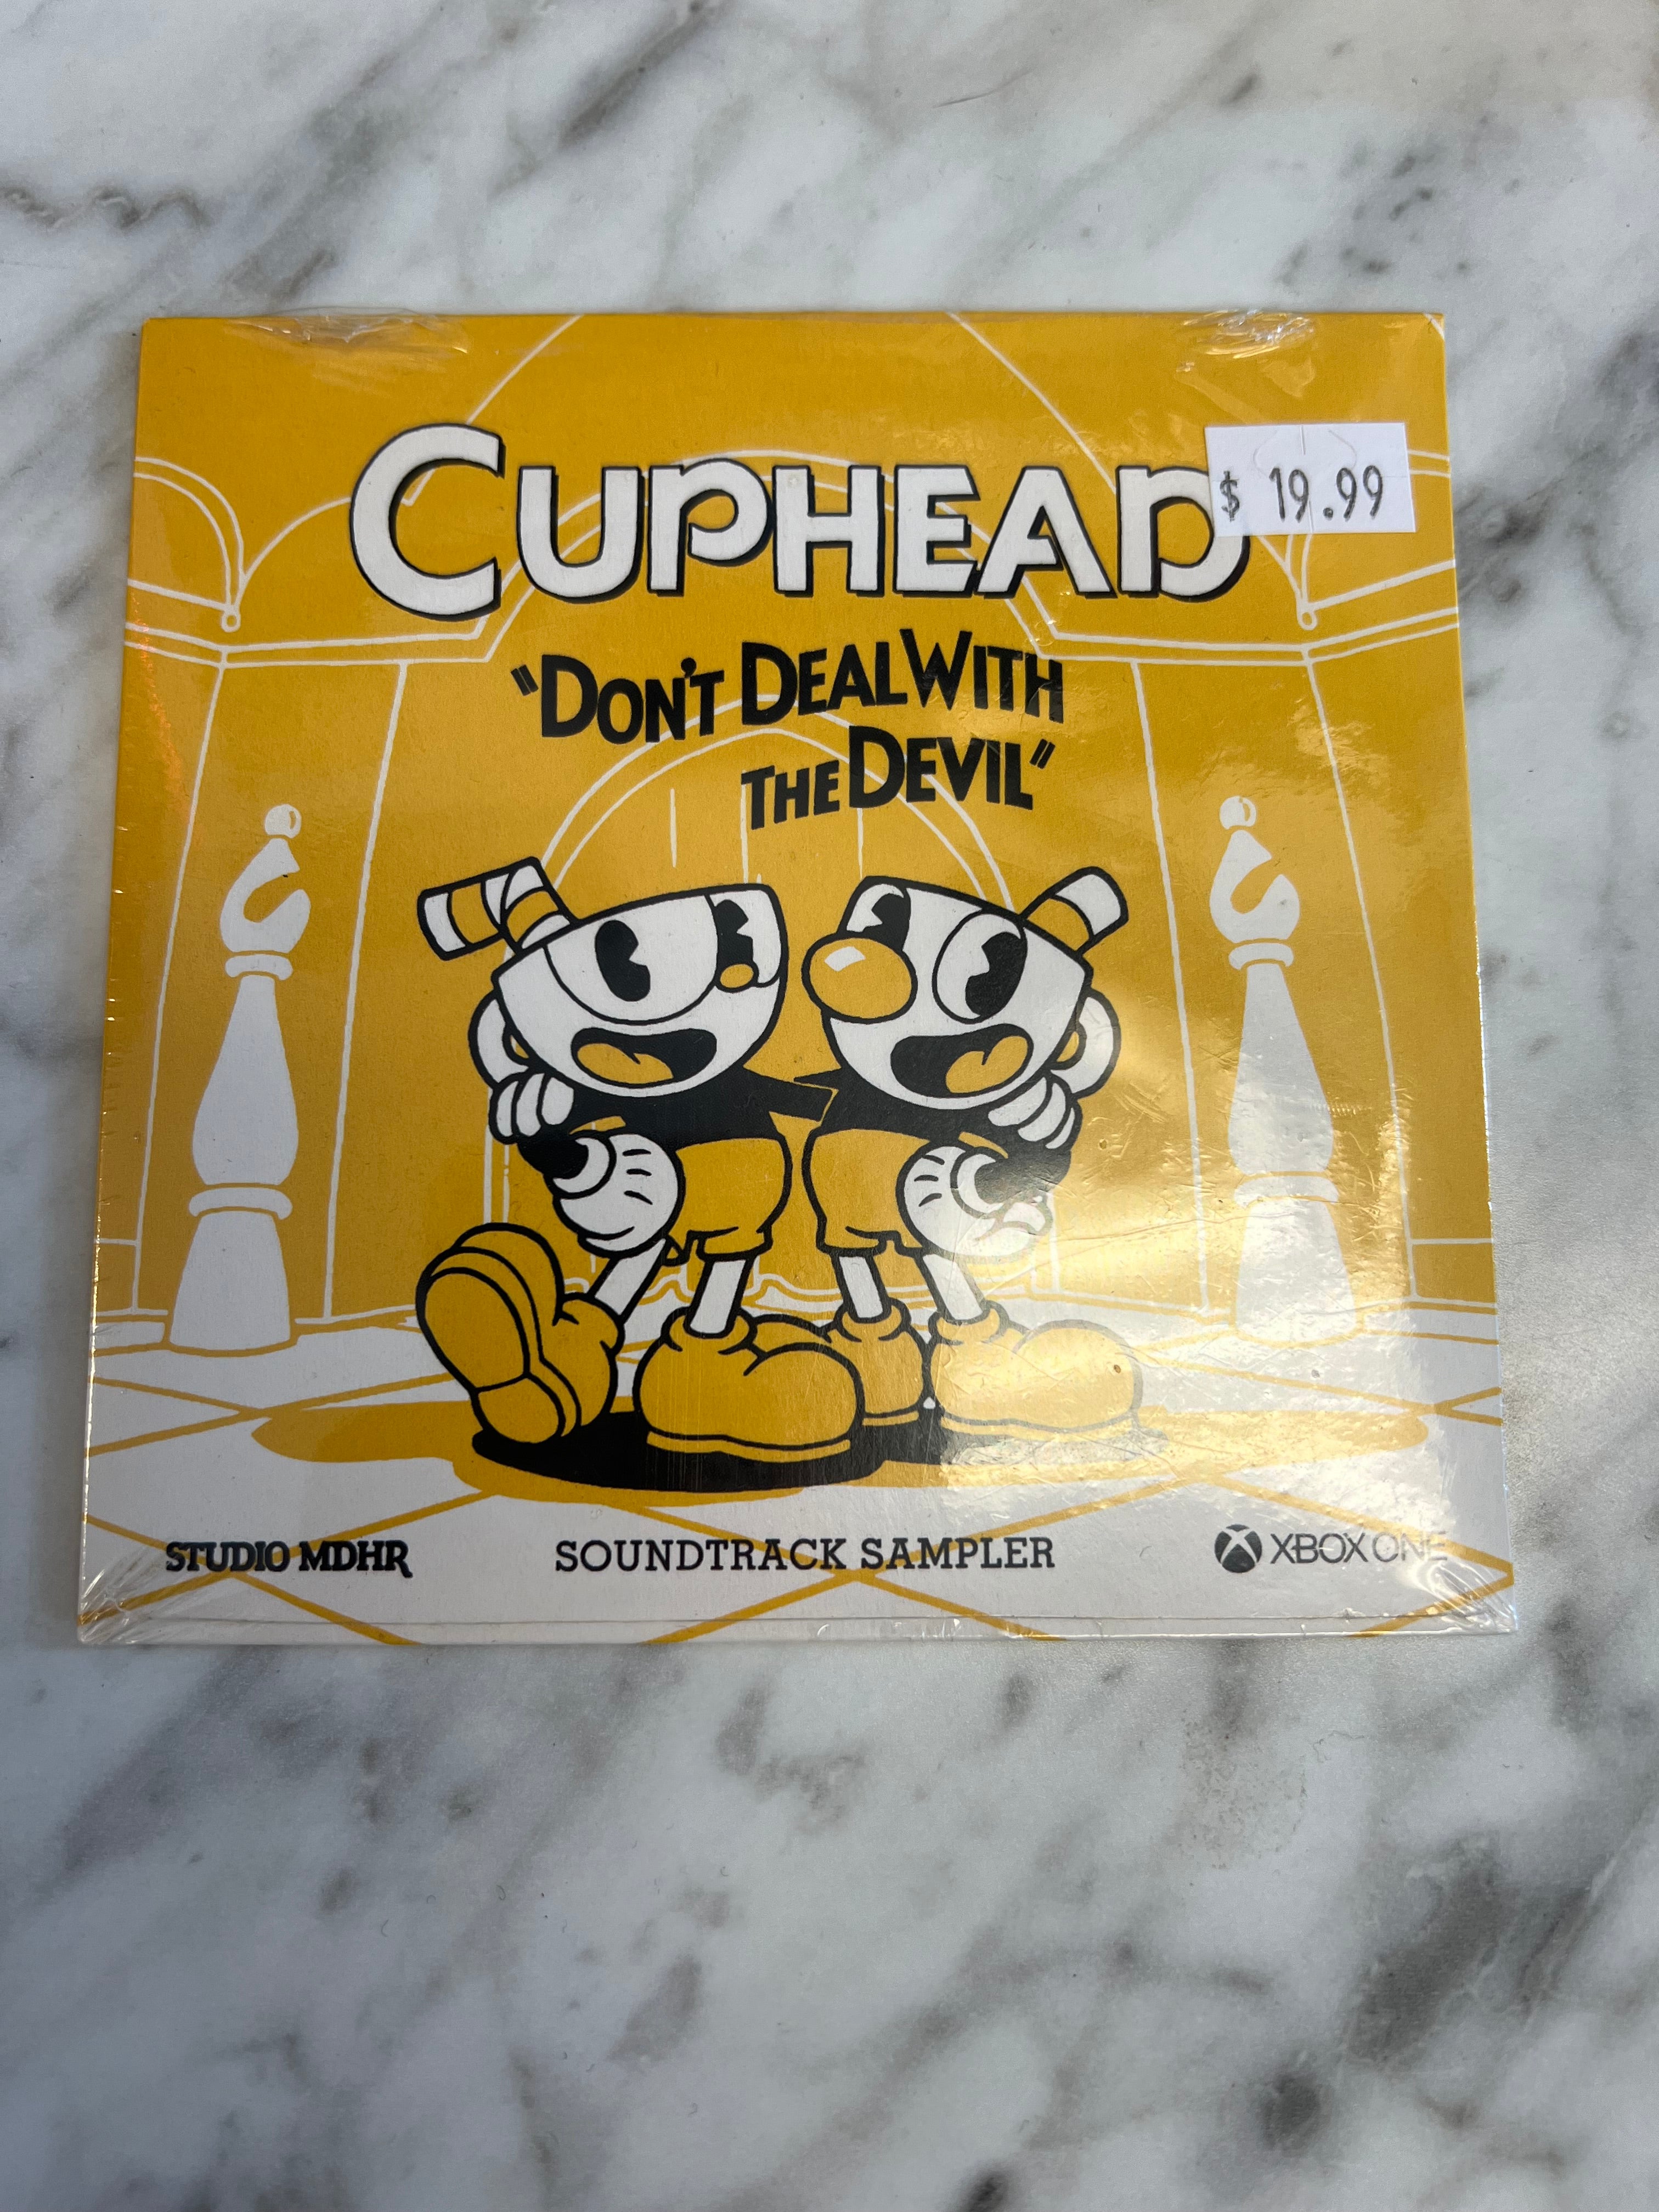 CUPHEAD
$ 19.99
"DON'T DEAL WITH
THE DEVIL"
STUDIO MDHR
SOUNDTRACK SAMPLER
XBOX ONE